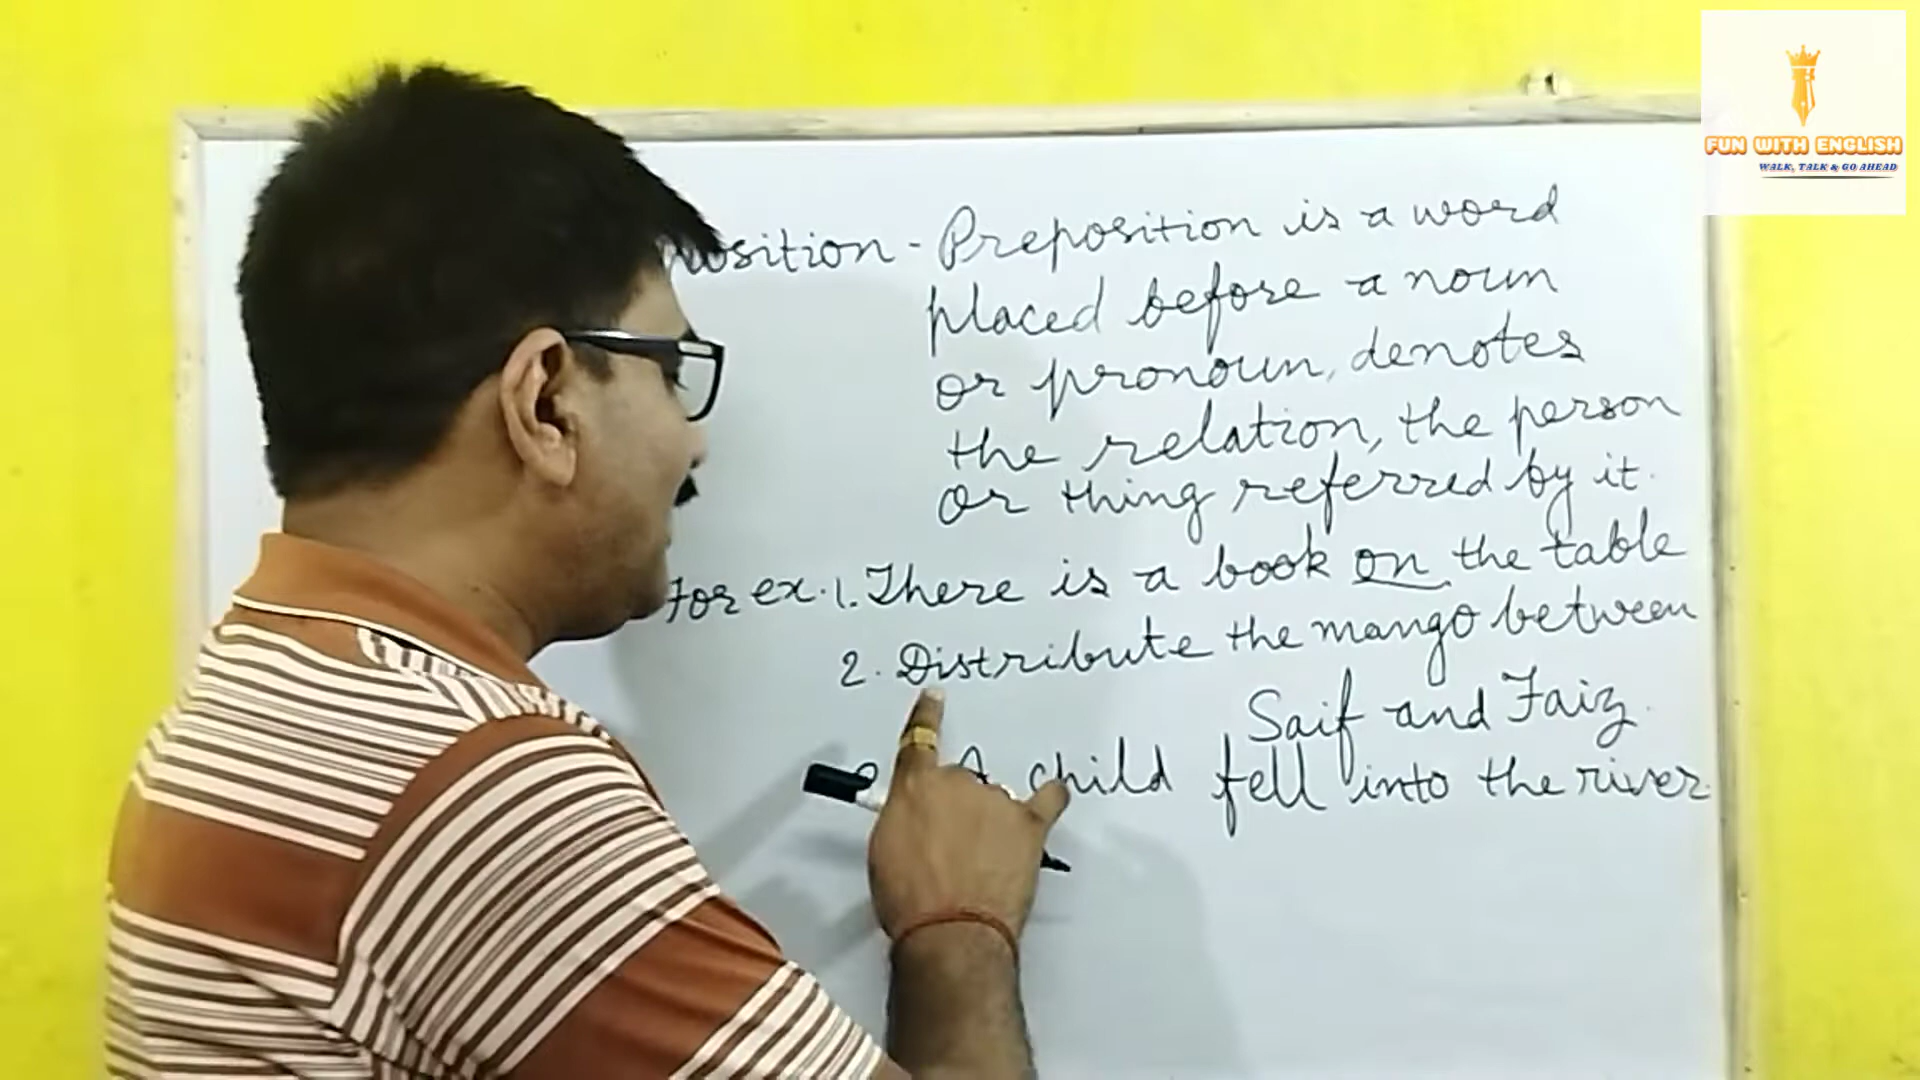 FUN WITH ENGLISH
WALK, TALK & GO AHEAD
position - Preposition is a word
placed before a noun
or pronoun, denotes
the relation, the person
or thing referred by it.
For ex. 1. There is a book on the table
2. Distribute the mango between
Saif and Faiz.
A child fell into the river.